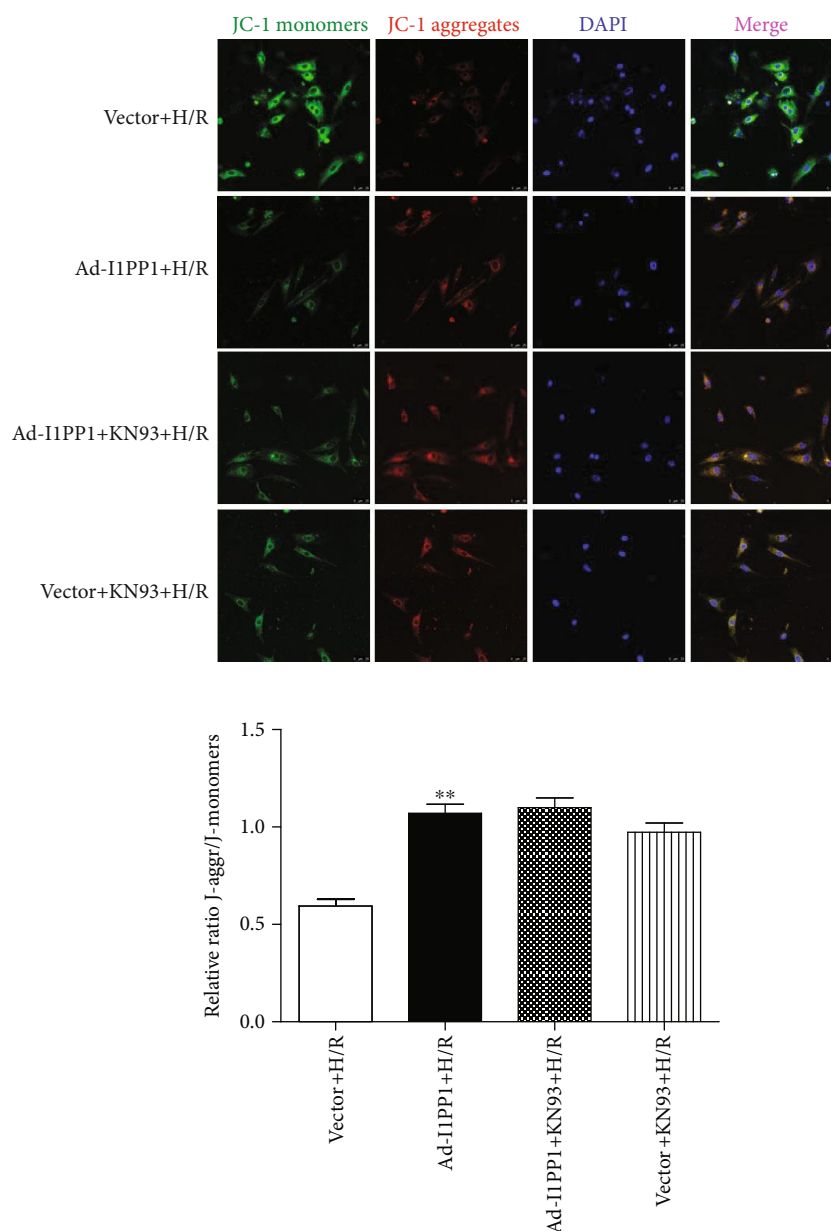 JC-1 monomers JC-1 aggregates DAPI Merge
Vector+H/R
Ad-I1PP1+H/R
Ad-I1PP1+KN93+H/R
Vector+KN93+H/R
Relative ratio J-aggr/J-monomers
1.5
1.0
0.5
0.0
**
Vector+H/R
Ad-I1PP1+H/R
Ad-I1PP1+KN93+H/R
Vector+KN93+H/R